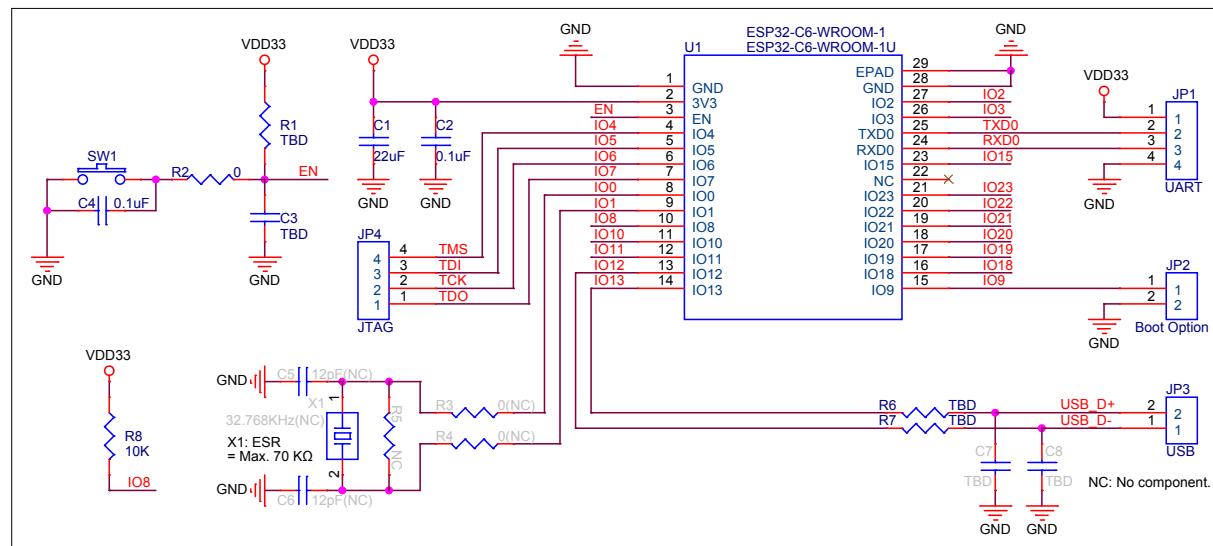 GND
ESP32-C6-WROOM-1
ESP32-C6-WROOM-1U
GND
VDD33
VDD33
U1
VDD33
JP1
1
GND
2
3V3
3
EN
EN
4
IO4
IO4
5
IO5
IO5
6
IO6
IO6
7
IO7
IO7
8
IO0
IO0
9
IO1
IO1
10
IO8
IO8
11
IO10
IO10
12
IO11
IO11
13
IO12
IO12
14
IO13
IO13
EPAD
29
GND
28
IO2
27
IO2
IO3
26
IO3
TXD0
25
TXD0
RXD0
24
RXD0
IO15
23
IO15
NC
22
IO23
21
IO23
IO22
20
IO22
IO21
19
IO21
IO20
18
IO20
IO19
17
IO19
IO18
16
IO18
IO9
15
IO9
1
1
2
2
3
3
4
4
UART
GND
R1
TBD
C1
22uF
C2
0.1uF
GND
GND
SW1
R2
0
EN
C4
0.1uF
C3
TBD
GND
GND
JP4
4
4
TMS
3
3
TDI
2
2
TCK
1
1
TDO
JTAG
JP2
1
1
2
2
Boot Option
GND
VDD33
R8
10K
IO8
GND
C5
12pF(NC)
X1
32.768KHz(NC)
X1: ESR
= Max. 70 KΩ
1
2
R5
NC
R3
0(NC)
R4
0(NC)
GND
C6
12pF(NC)
R6
TBD
USB_D+
R7
TBD
USB_D-
JP3
2
2
1
1
USB
C7
TBD
C8
TBD
GND
GND
NC: No component.